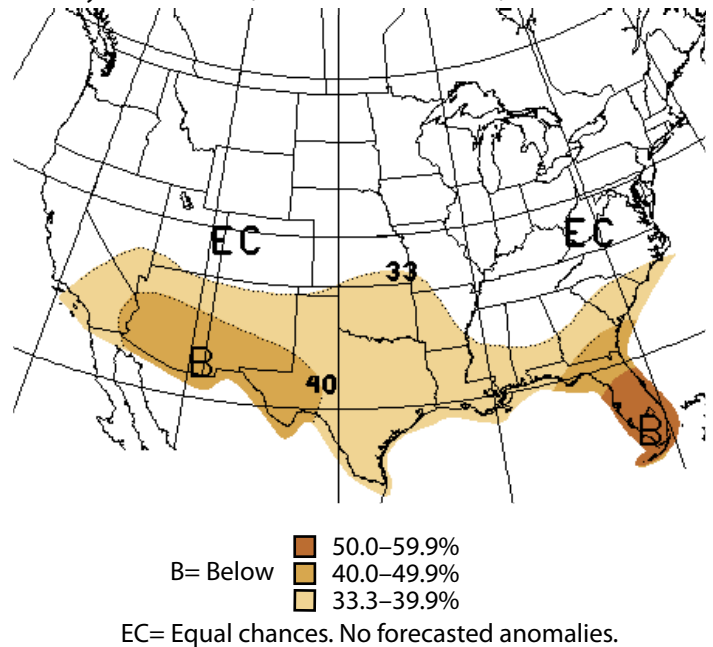 EC
EC
33
B
40
B
50.0–59.9%
B= Below
40.0–49.9%
33.3–39.9%
EC= Equal chances. No forecasted anomalies.